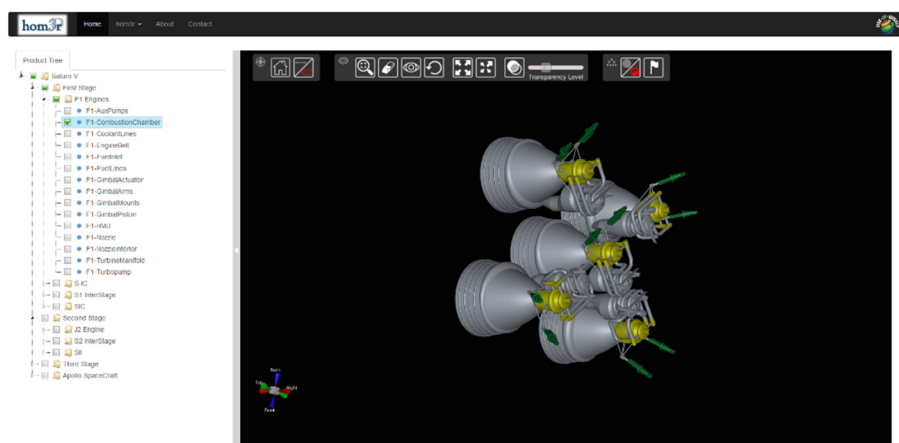 hom3r
Home hom3r About Contact
Product Tree
Saturn V
First Stage
F1 Engines
F1-AuxPumps
F1-CombustionChamber
F1-CoolantLines
F1-EngineBell
F1-FuelInlet
F1-FuelLines
F1-GimbalActuator
F1-GimbalArms
F1-GimbalMounts
F1-GimbalPiston
F1-Nozzle
F1-NozzleInterior
F1-TurbineManifold
F1-Turbopump
S-IC
S1 InterStage
SIC
Second Stage
J2 Engine
S2 InterStage
SII
Third Stage
Apollo SpaceCraft
Transparency Level
Right
Front